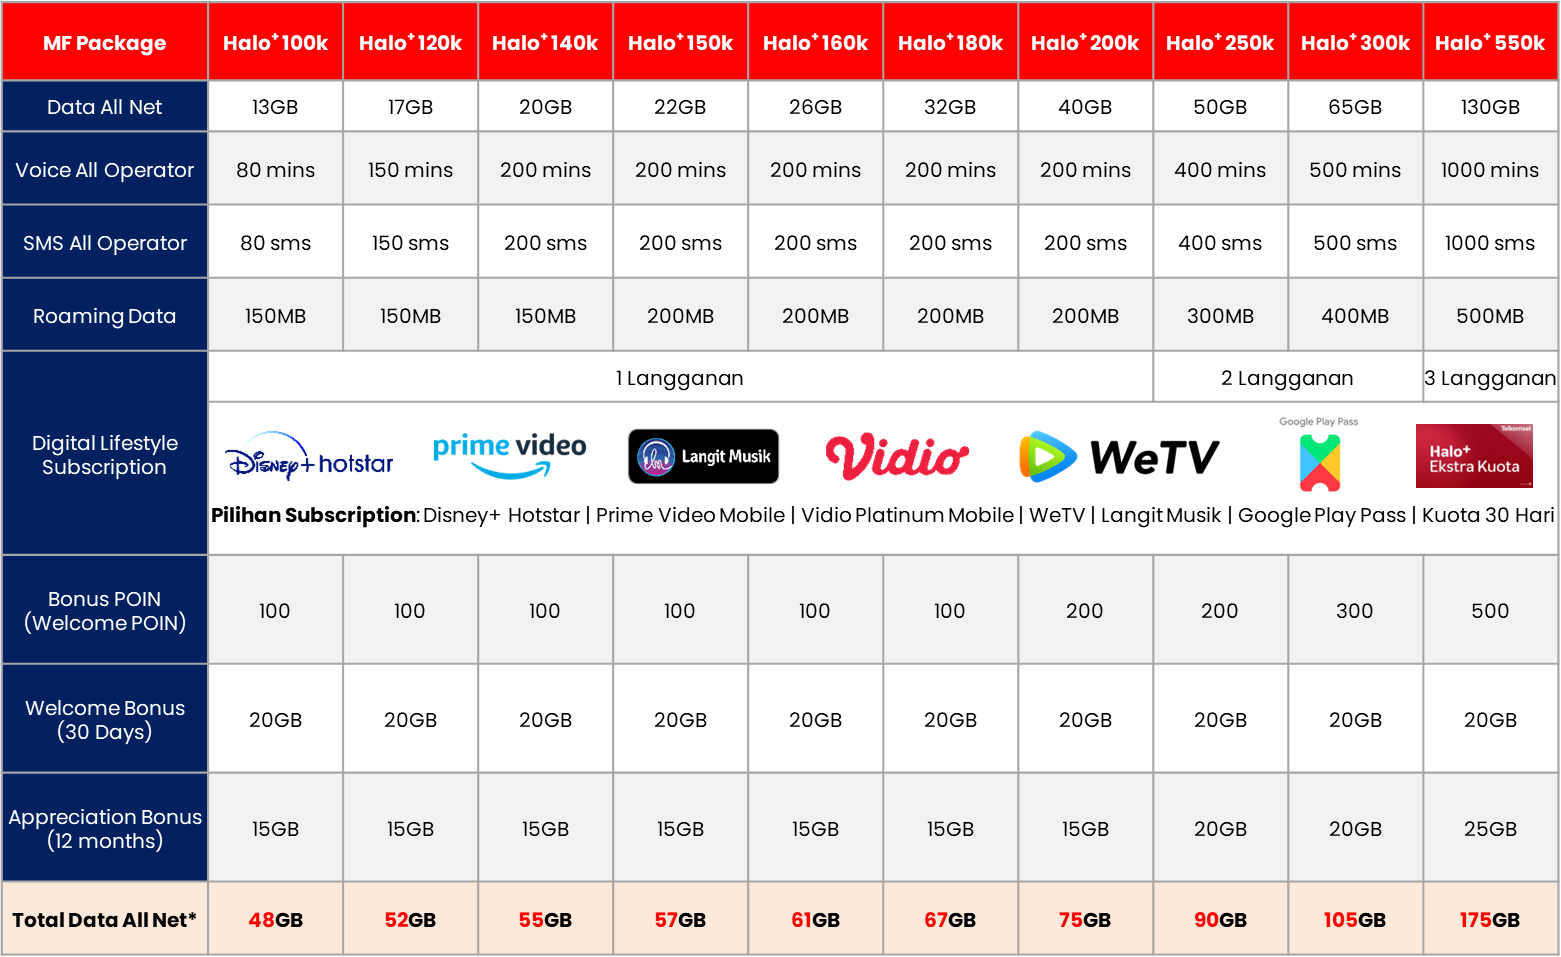 MF Package Halo+ 100k Halo+ 120k Halo+ 140k Halo+ 150k Halo+ 160k Halo+ 180k Halo+ 200k Halo+ 250k Halo+ 300k Halo+ 550k
Data All Net 13GB 17GB 20GB 22GB 26GB 32GB 40GB 50GB 65GB 130GB
Voice All Operator 80 mins 150 mins 200 mins 200 mins 200 mins 200 mins 200 mins 400 mins 500 mins 1000 mins
SMS All Operator 80 sms 150 sms 200 sms 200 sms 200 sms 200 sms 200 sms 400 sms 500 sms 1000 sms
Roaming Data 150MB 150MB 150MB 200MB 200MB 200MB 200MB 300MB 400MB 500MB
Digital Lifestyle
Subscription
1 Langganan 2 Langganan 3 Langganan
Disney+ hotstar
prime video
Langit Musik
Vidio
WeTV
Google Play Pass
Telkomsel
Halo+
Ekstra Kuota
Pilihan Subscription: Disney+ Hotstar | Prime Video Mobile | Vidio Platinum Mobile | WeTV | Langit Musik | Google Play Pass | Kuota 30 Hari
Bonus POIN
(Welcome POIN)
100 100 100 100 100 100 200 200 300 500
Welcome Bonus
(30 Days)
20GB 20GB 20GB 20GB 20GB 20GB 20GB 20GB 20GB 20GB
Appreciation Bonus
(12 months)
15GB 15GB 15GB 15GB 15GB 15GB 15GB 20GB 20GB 25GB
Total Data All Net* 48GB 52GB 55GB 57GB 61GB 67GB 75GB 90GB 105GB 175GB